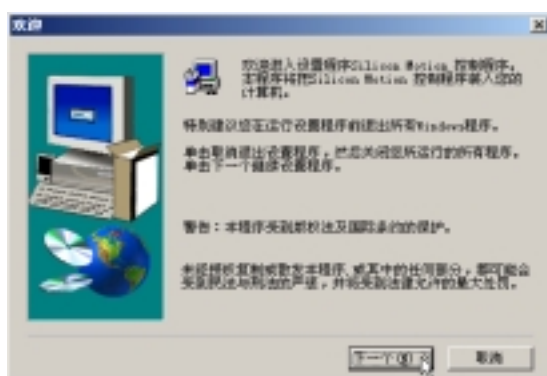 欢迎
欢迎进入设置程序Silicon Motion 控制程序。
本程序将把Silicon Motion 控制程序装入您的
计算机。
特别建议您在运行设置程序前退出所有Windows程序。
单击取消退出设置程序，然后关闭您所运行的所有程序。
单击下一个继续设置程序。
警告：本程序受到版权法及国际条约的保护。
未经授权复制或散发本程序、或其中的任何部分，都可能会
受到民法与刑法的严惩，并将受到法律允许的最大处罚。
下一个(N) >
取消